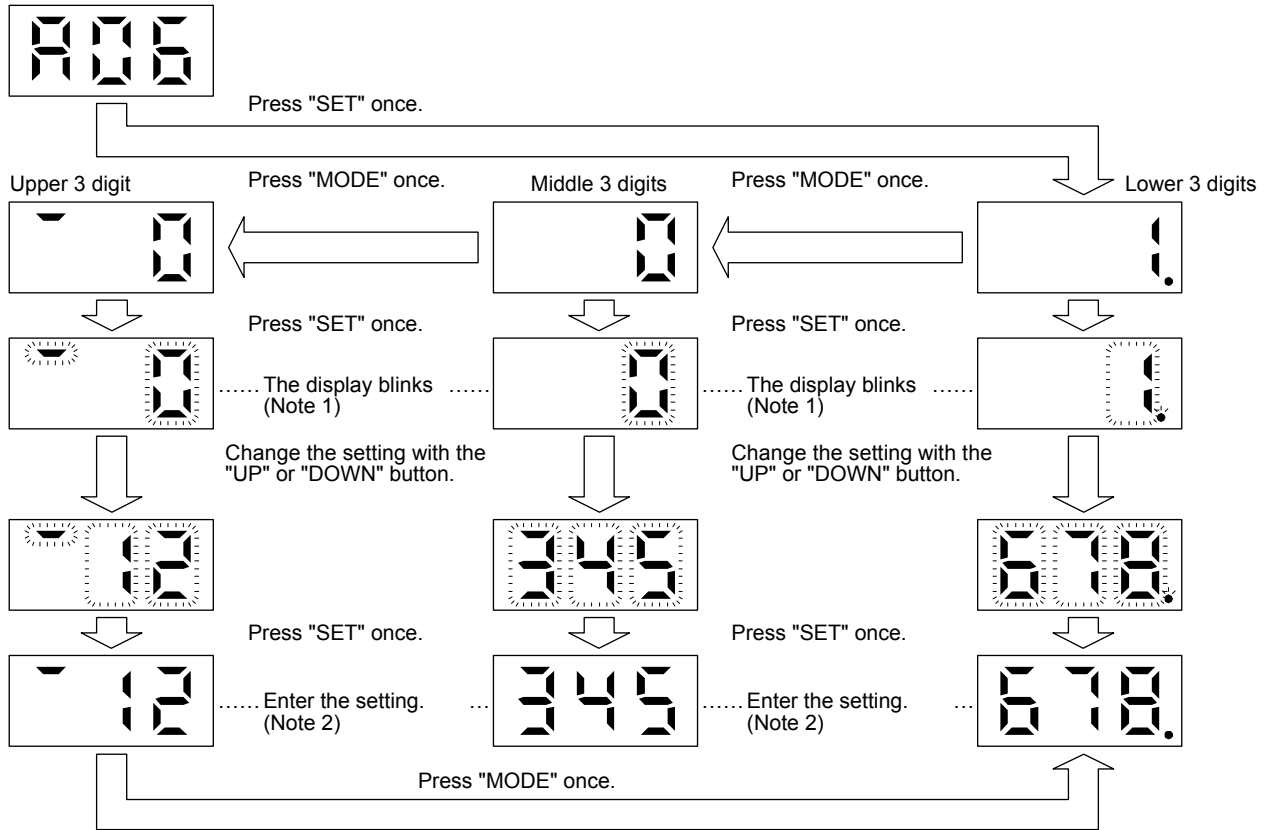 A06
Press "SET" once.
Upper 3 digit
Press "MODE" once.
Middle 3 digits
Press "MODE" once.
Lower 3 digits
0
0
1.
Press "SET" once.
Press "SET" once.
0
...... The display blinks ......
(Note 1)
0
...... The display blinks ......
(Note 1)
1.
Change the setting with the
"UP" or "DOWN" button.
Change the setting with the
"UP" or "DOWN" button.
12
345
678.
Press "SET" once.
Press "SET" once.
12
...... Enter the setting. ...
(Note 2)
345
...... Enter the setting. ...
(Note 2)
678.
Press "MODE" once.